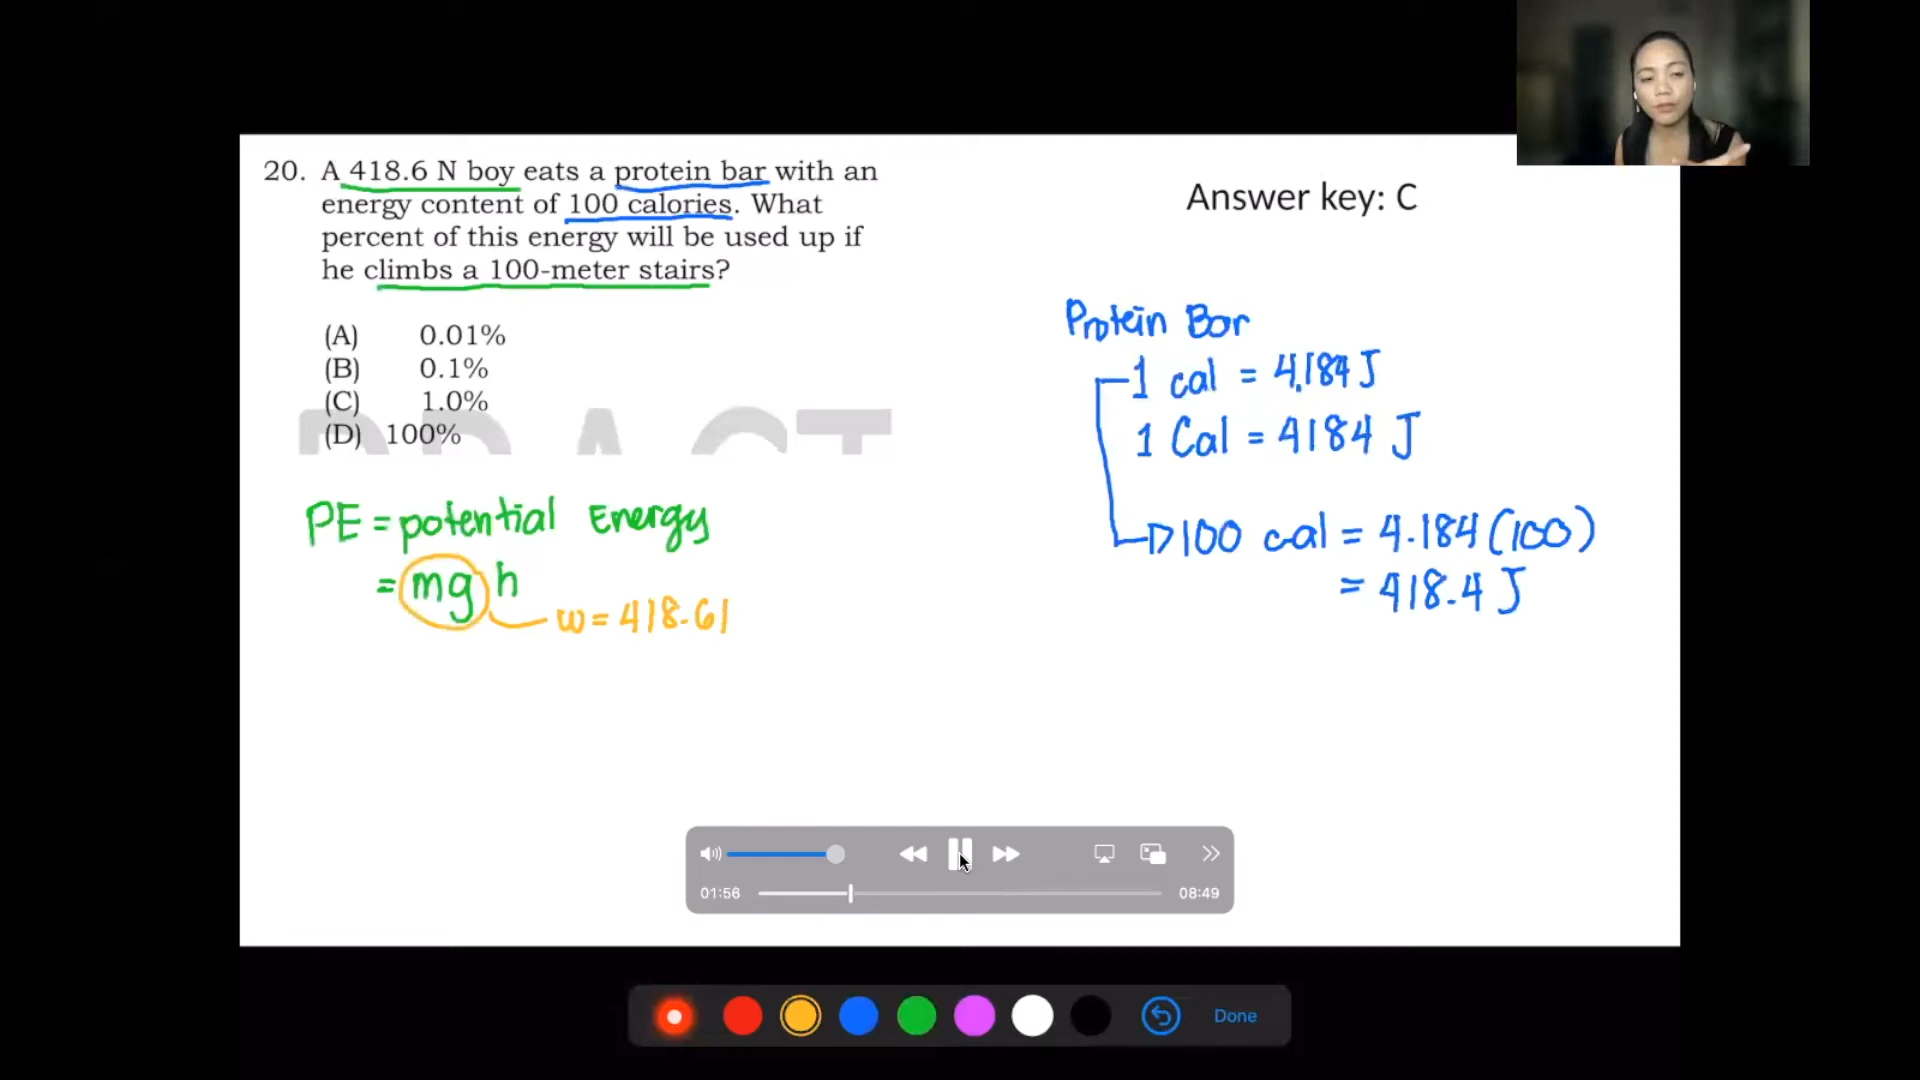 20. A 418.6 N boy eats a protein bar with an
energy content of 100 calories. What
percent of this energy will be used up if
he climbs a 100-meter stairs?
(A) 0.01%
(B) 0.1%
(C) 1.0%
(D) 100%
PE = potential Energy
= mg h
w = 418.61
Answer key: C
Protein Bar
1 cal = 4.184 J
1 Cal = 4184 J
100 cal = 4.184 (100)
= 418.4 J
01:56
08:49
Done